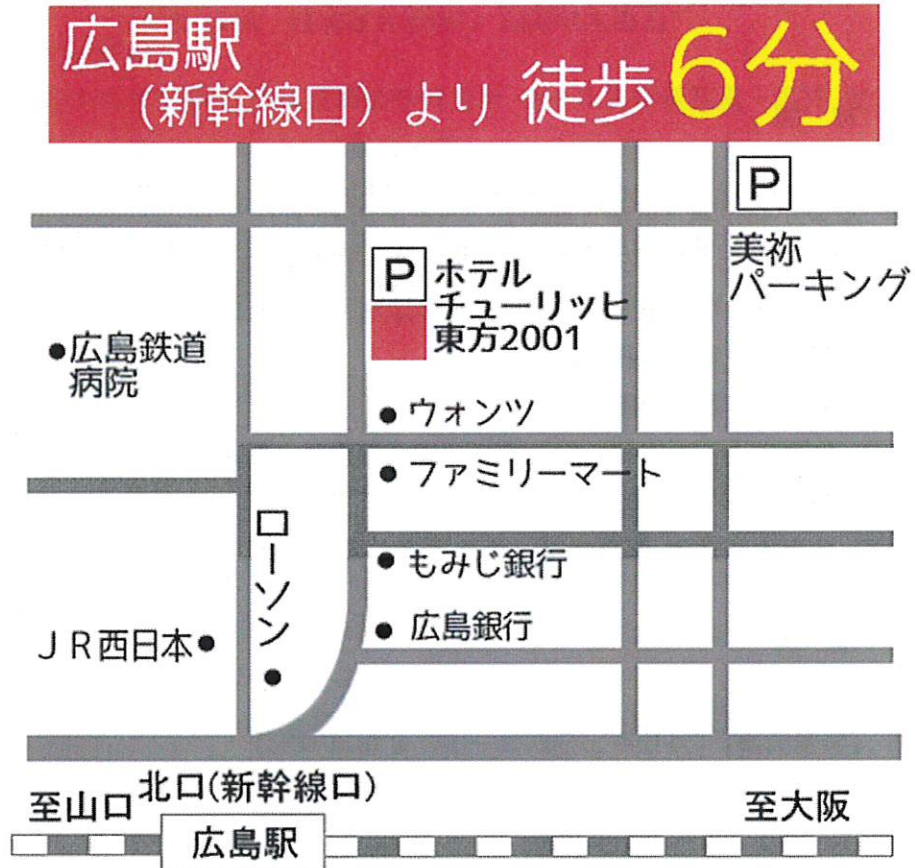 広島駅
(新幹線口)より 徒歩6分
P
美祢
パーキング
P
ホテル
チューリッヒ
東方2001
広島鉄道
病院
ウォンツ
ファミリーマート
ローソン
もみじ銀行
広島銀行
JR西日本
北口(新幹線口)
至山口
至大阪
広島駅